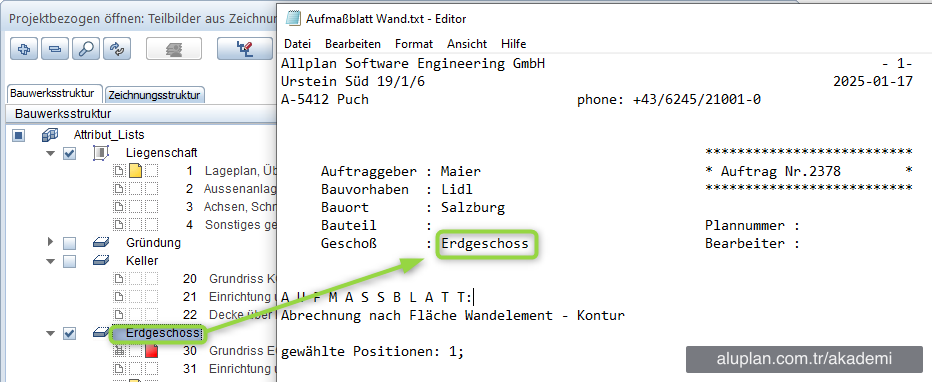 Projektbezogen öffnen: Teilbilder aus Zeichnu
Bauwerksstruktur
Zeichnungsstruktur
Bauwerksstruktur
Attribut_Lists
Liegenschaft
1 Lageplan, Üb
2 Aussenanlag
3 Achsen, Schn
4 Sonstiges ge
Gründung
Keller
20 Grundriss K
21 Einrichtung u
22 Decke über
Erdgeschoss
30 Grundriss E
31 Einrichtung u
Aufmaßblatt Wand.txt - Editor
Datei Bearbeiten Format Ansicht Hilfe
Allplan Software Engineering GmbH - 1-
Urstein Süd 19/1/6 2025-01-17
A-5412 Puch phone: +43/6245/21001-0
**************************
Auftraggeber : Maier * Auftrag Nr.2378 *
Bauvorhaben : Lidl **************************
Bauort : Salzburg
Bauteil : Plannummer :
Geschoß : Erdgeschoss Bearbeiter :
A U F M A S S B L A T T:
Abrechnung nach Fläche Wandelement - Kontur
gewählte Positionen: 1;
aluplan.com.tr/akademi